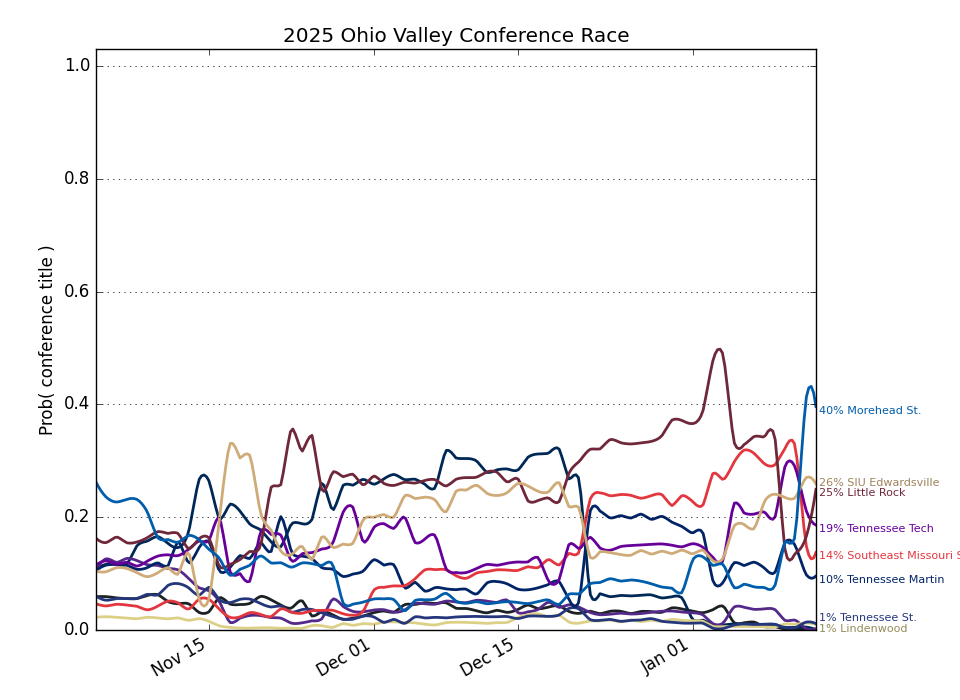 2025 Ohio Valley Conference Race
1.0
0.8
0.6
0.4
0.2
0.0
Prob( conference title )
40% Morehead St.
26% SIU Edwardsville
25% Little Rock
19% Tennessee Tech
14% Southeast Missouri S
10% Tennessee Martin
1% Tennessee St.
1% Lindenwood
Nov 15
Dec 01
Dec 15
Jan 01